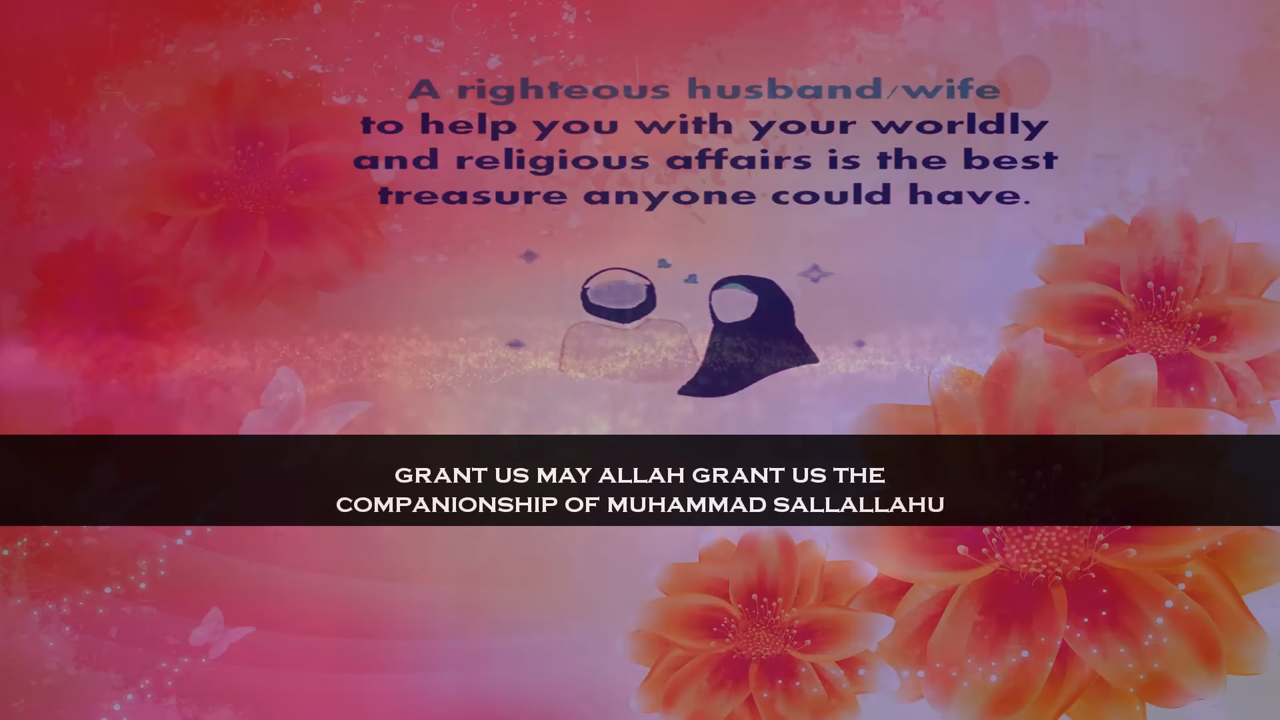 A righteous husband/wife
to help you with your worldly
and religious affairs is the best
treasure anyone could have.
GRANT US MAY ALLAH GRANT US THE
COMPANIONSHIP OF MUHAMMAD SALLALLAHU